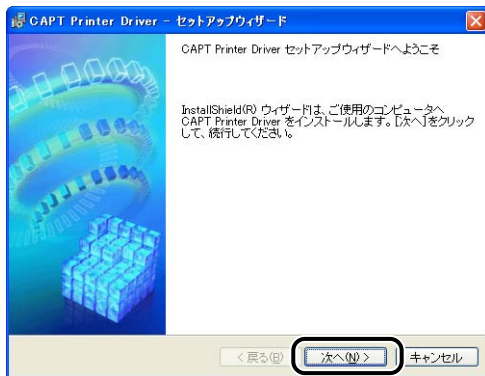 CAPT Printer Driver - セットアップウィザード
CAPT Printer Driver セットアップウィザードへようこそ
InstallShield(R) ウィザードは、ご使用のコンピュータへ
CAPT Printer Driver をインストールします。[次へ]をクリック
して、続行してください。
< 戻る(B) 次へ(N) > キャンセル